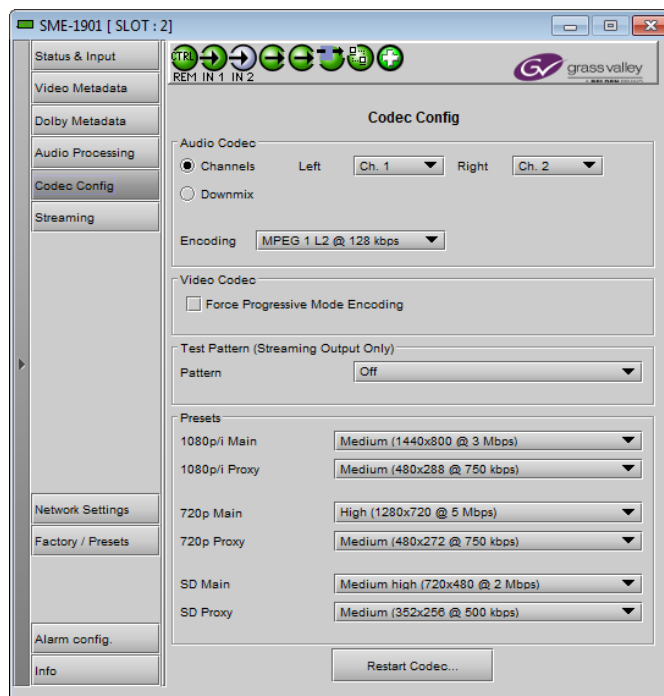 SME-1901 [ SLOT : 2]
Status & Input
Video Metadata
Dolby Metadata
Audio Processing
Codec Config
Streaming
Network Settings
Factory / Presets
Alarm config.
Info
CTRL
REM IN 1 IN 2
GV grass valley
A BELDEN BRAND
Codec Config
Audio Codec
Channels Left Ch. 1 Right Ch. 2
Downmix
Encoding MPEG 1 L2 @ 128 kbps
Video Codec
Force Progressive Mode Encoding
Test Pattern (Streaming Output Only)
Pattern Off
Presets
1080p/i Main Medium (1440x800 @ 3 Mbps)
1080p/i Proxy Medium (480x288 @ 750 kbps)
720p Main High (1280x720 @ 5 Mbps)
720p Proxy Medium (480x272 @ 750 kbps)
SD Main Medium high (720x480 @ 2 Mbps)
SD Proxy Medium (352x256 @ 500 kbps)
Restart Codec...